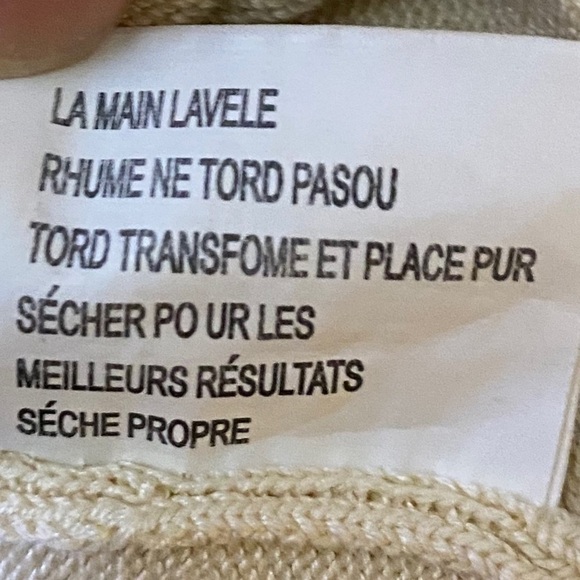 LA MAIN LAVELE
RHUME NE TORD PASOU
TORD TRANSFOME ET PLACE PUR
SÉCHER PO UR LES
MEILLEURS RÉSULTATS
SÉCHE PROPRE